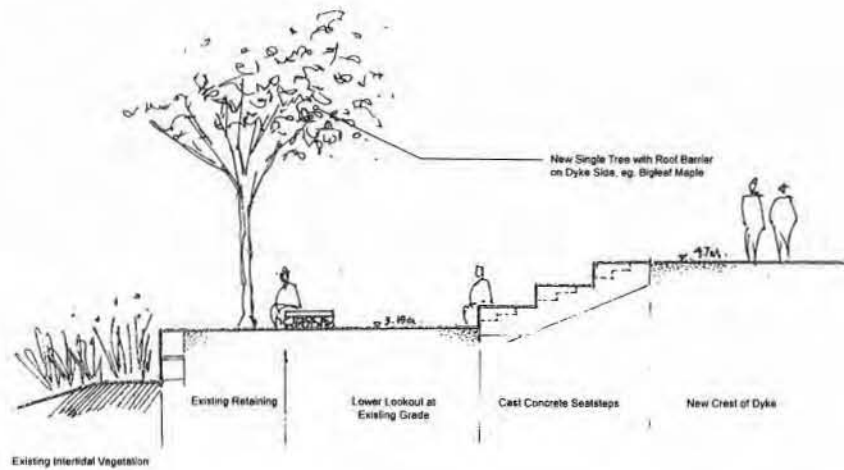 New Single Tree with Root Barrier
on Dyke Side, eg. Bigleaf Maple
Existing Retaining
Lower Lookout at
Existing Grade
Cast Concrete Seatsteps
New Crest of Dyke
Existing Intertidal Vegetation